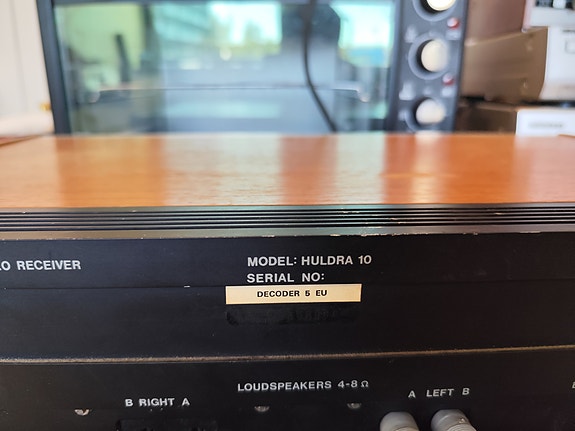 O RECEIVER
MODEL: HULDRA 10
SERIAL NO:
DECODER 5 EU
LOUDSPEAKERS 4-8 Ω
B RIGHT A
A LEFT B